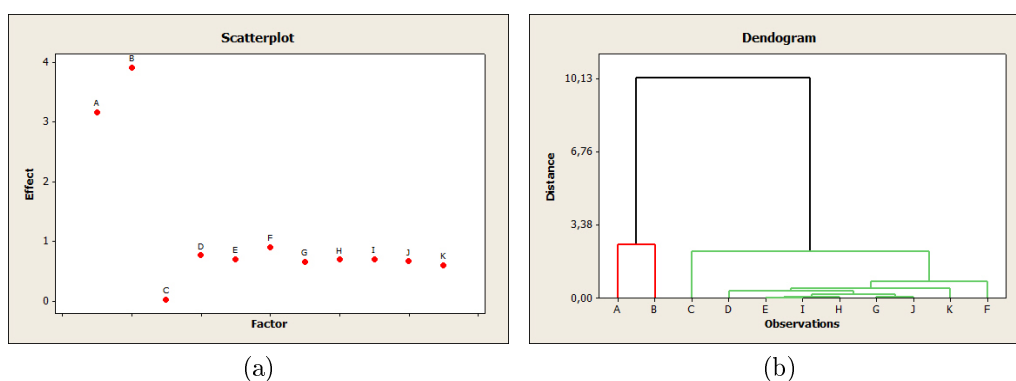 Scatterplot
4
3
2
1
0
Effect
A
B
C
D
E
F
G
H
I
J
K
Factor
(a)
Dendogram
10,13
6,76
3,38
0,00
Distance
A B C D E I H G J K F
Observations
(b)